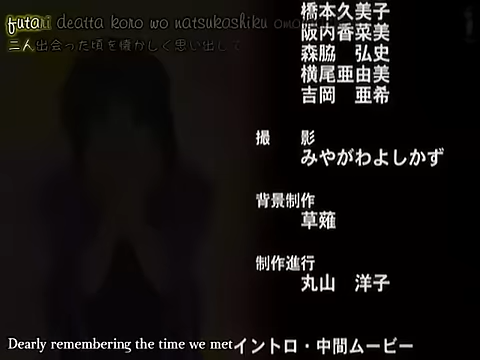 futari deatta koro wo natsukashiku omoi
二人出会った頃を懐かしく思い出して
橋本久美子
阪内香菜美
森脇　弘史
横尾亜由美
吉岡　亜希
撮　影
みやがわよしかず
背景制作
草薙
制作進行
丸山　洋子
Dearly remembering the time we met
イントロ・中間ムービー